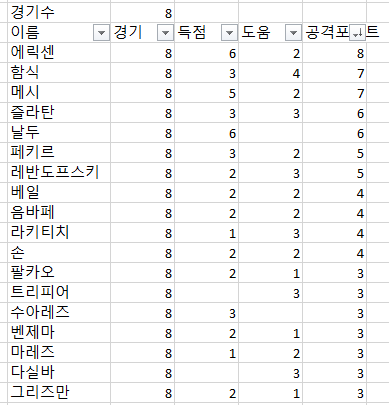 경기수 8
이름 경기 득점 도움 공격포 트
에릭센 8 6 2 8
함식 8 3 4 7
메시 8 5 2 7
즐라탄 8 3 3 6
날두 8 6 6
페키르 8 3 2 5
레반도프스키 8 2 3 5
베일 8 2 2 4
음바페 8 2 2 4
라키티치 8 1 3 4
손 8 2 2 4
팔카오 8 2 1 3
트리피어 8 3 3
수아레즈 8 3 3
벤제마 8 2 1 3
마레즈 8 1 2 3
다실바 8 3 3
그리즈만 8 2 1 3